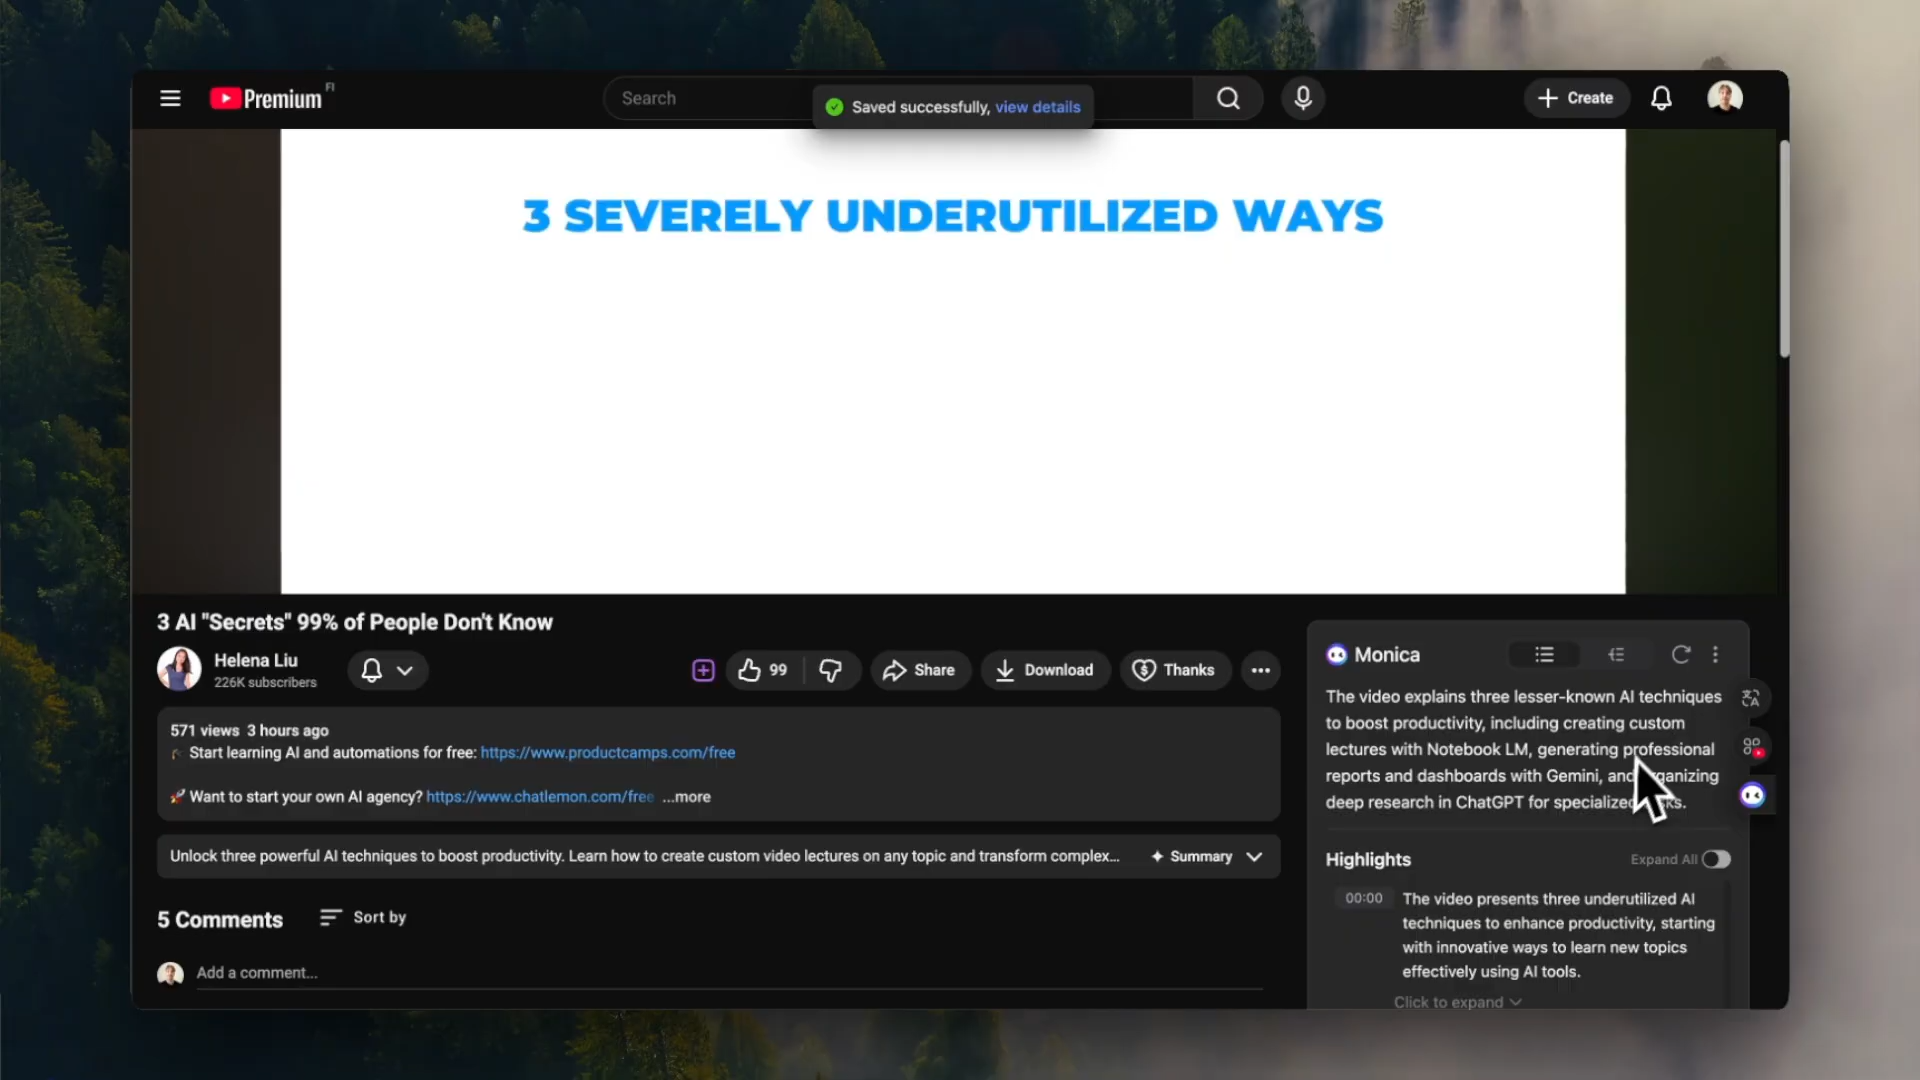 Premium FI
Search
Saved successfully, view details
Create
3 SEVERELY UNDERUTILIZED WAYS
3 AI "Secrets" 99% of People Don't Know
Helena Liu
226K subscribers
99
Share
Download
Thanks
571 views 3 hours ago
Start learning AI and automations for free: https://www.productcamps.com/free
Want to start your own AI agency? https://www.chatlemon.com/free ...more
Unlock three powerful AI techniques to boost productivity. Learn how to create custom video lectures on any topic and transform complex...
Summary
5 Comments
Sort by
Add a comment...
Monica
The video explains three lesser-known AI techniques
to boost productivity, including creating custom
lectures with Notebook LM, generating professional
reports and dashboards with Gemini, and
deep research in ChatGPT for specialized
Highlights
Expand All
00:00
The video presents three underutilized AI
techniques to enhance productivity, starting
with innovative ways to learn new topics
effectively using AI tools.
Click to expand